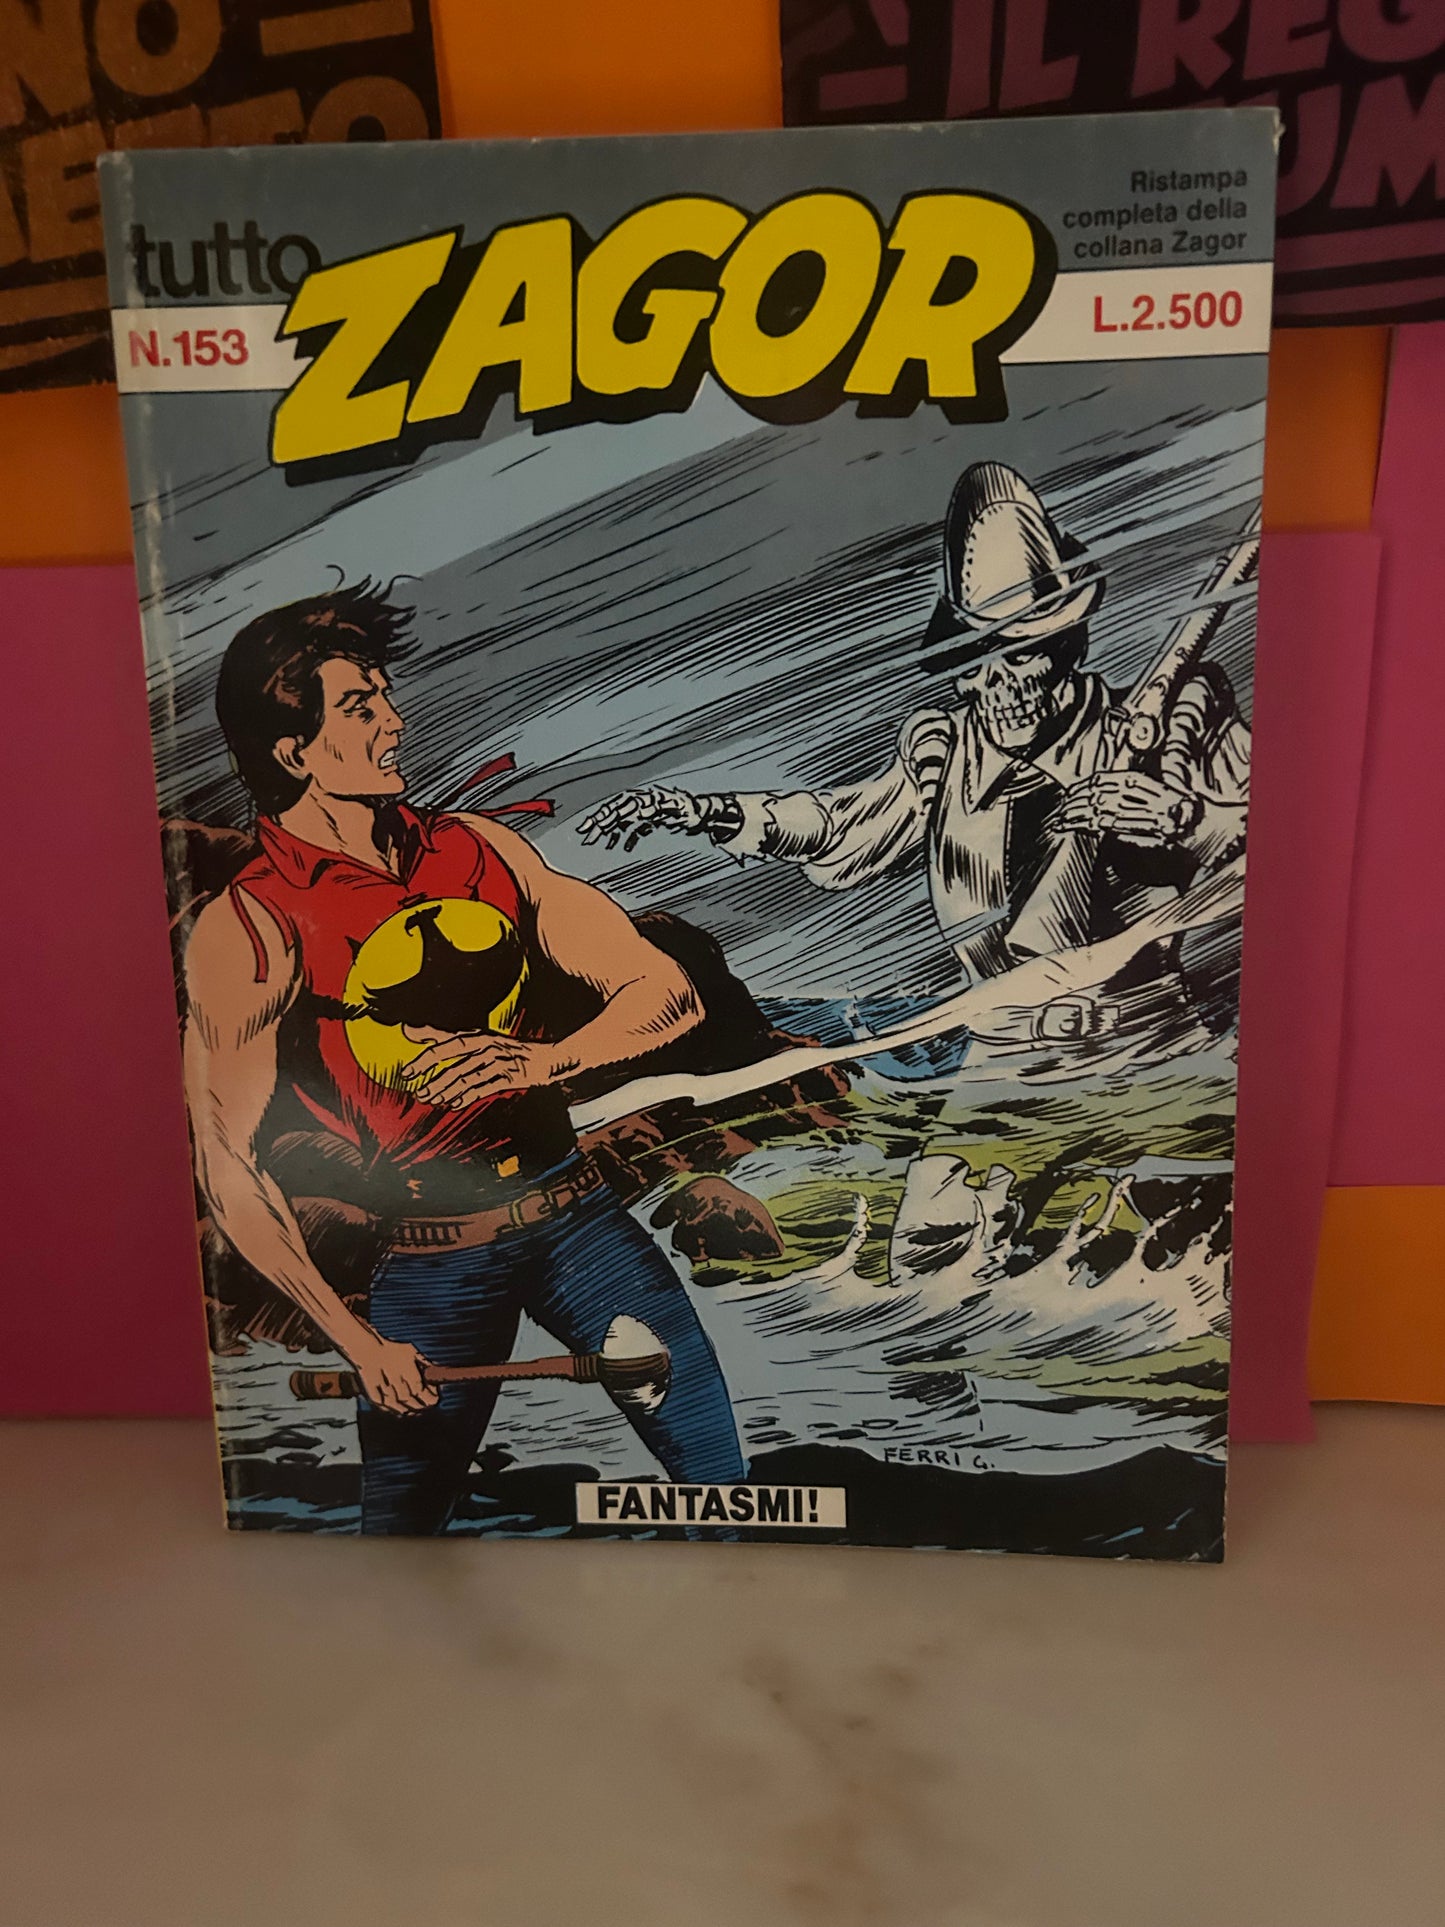 IL REG
tutto
ZAGOR
Ristampa
completa della
collana Zagor
N.153
L.2.500
FERRI G.
FANTASMI!